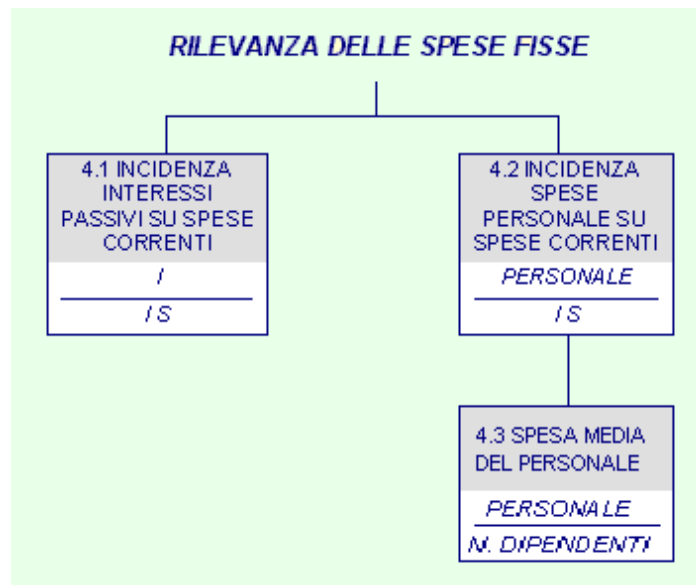 RILEVANZA DELLE SPESE FISSE
4.1 INCIDENZA
INTERESSI
PASSIVI SU SPESE
CORRENTI
I
I S
4.2 INCIDENZA
SPESE
PERSONALE SU
SPESE CORRENTI
PERSONALE
I S
4.3 SPESA MEDIA
DEL PERSONALE
PERSONALE
N. DIPENDENTI